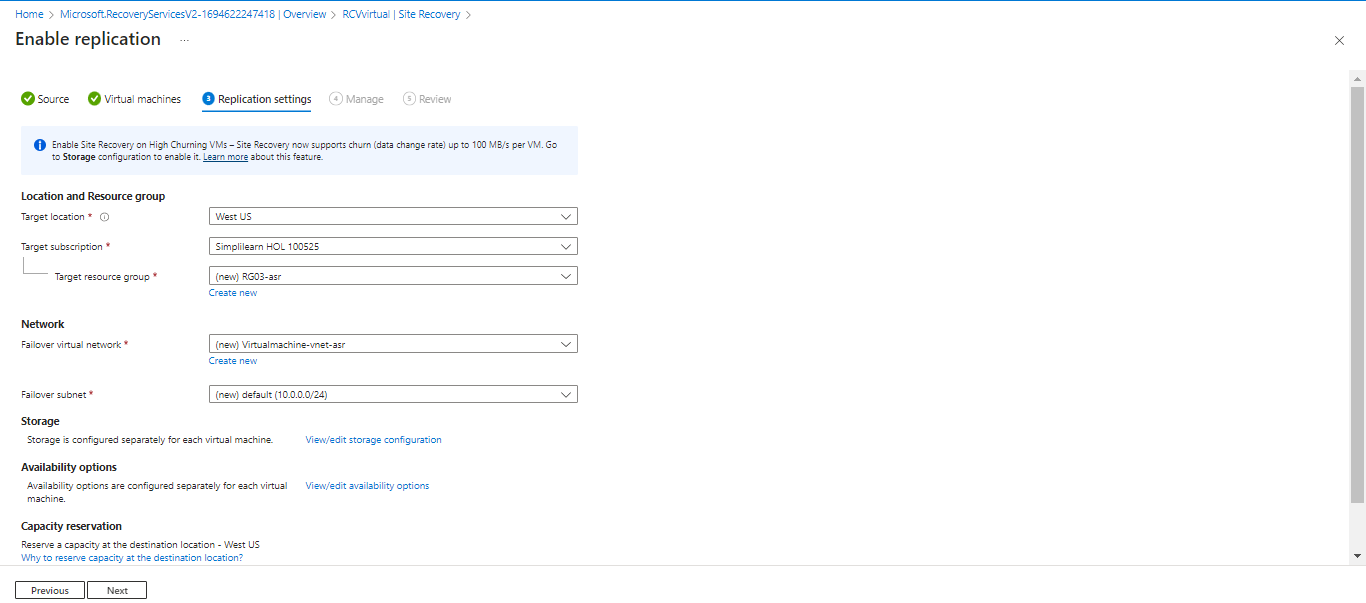 Home > Microsoft.RecoveryServicesV2-1694622247418 | Overview > RCVvirtual | Site Recovery >
Enable replication ...
Source
Virtual machines
3 Replication settings
4 Manage
5 Review
Enable Site Recovery on High Churning VMs – Site Recovery now supports churn (data change rate) up to 100 MB/s per VM. Go
to Storage configuration to enable it. Learn more about this feature.
Location and Resource group
Target location *
West US
Target subscription *
Simplilearn HOL 100525
Target resource group *
(new) RG03-asr
Create new
Network
Failover virtual network *
(new) Virtualmachine-vnet-asr
Create new
Failover subnet *
(new) default (10.0.0.0/24)
Storage
Storage is configured separately for each virtual machine.
View/edit storage configuration
Availability options
Availability options are configured separately for each virtual
machine.
View/edit availability options
Capacity reservation
Reserve a capacity at the destination location - West US
Why to reserve capacity at the destination location?
Previous
Next